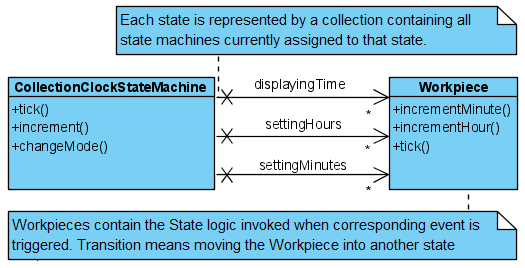 Each state is represented by a collection containing all
state machines currently assigned to that state.
CollectionClockStateMachine
+tick()
+increment()
+changeMode()
displayingTime
*
settingHours
*
settingMinutes
*
Workpiece
+incrementMinute()
+incrementHour()
+tick()
Workpieces contain the State logic invoked when corresponding event is
triggered. Transition means moving the Workpiece into another state